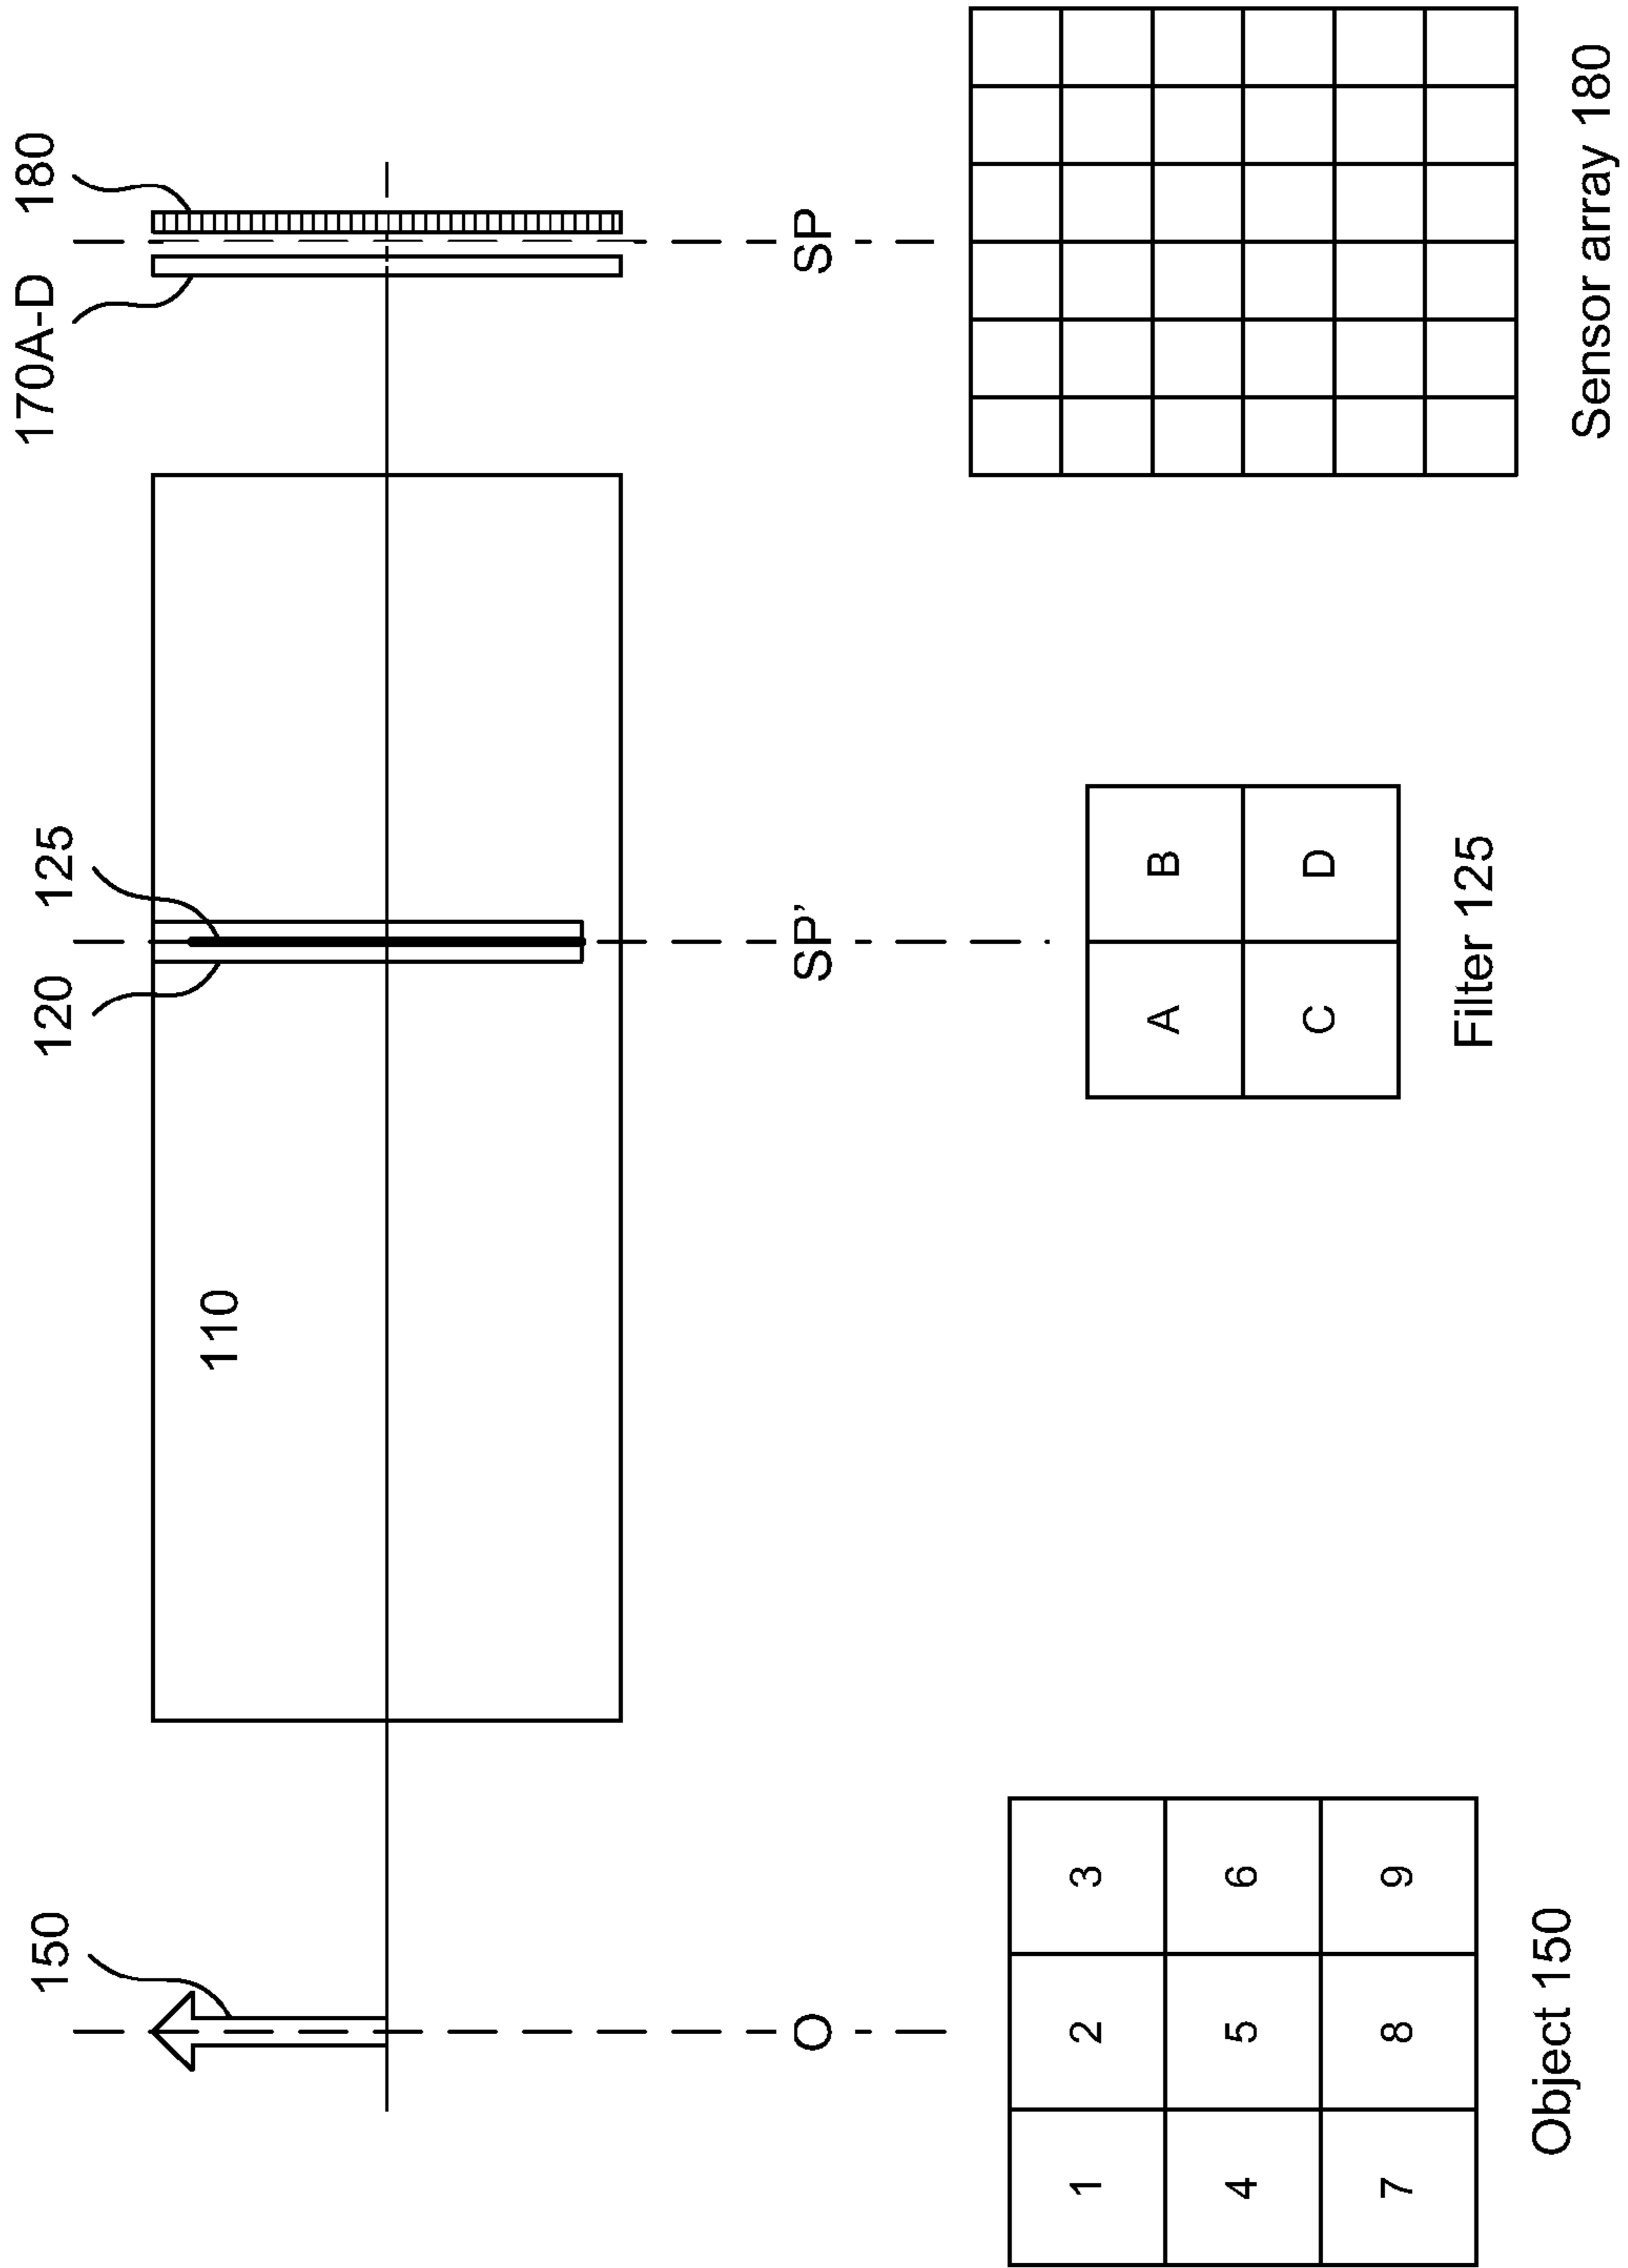 150
120
125
170A-D
180
110
O
SP'
SP
1 2 3
4 5 6
7 8 9
Object 150
A B
C D
Filter 125
Sensor array 180